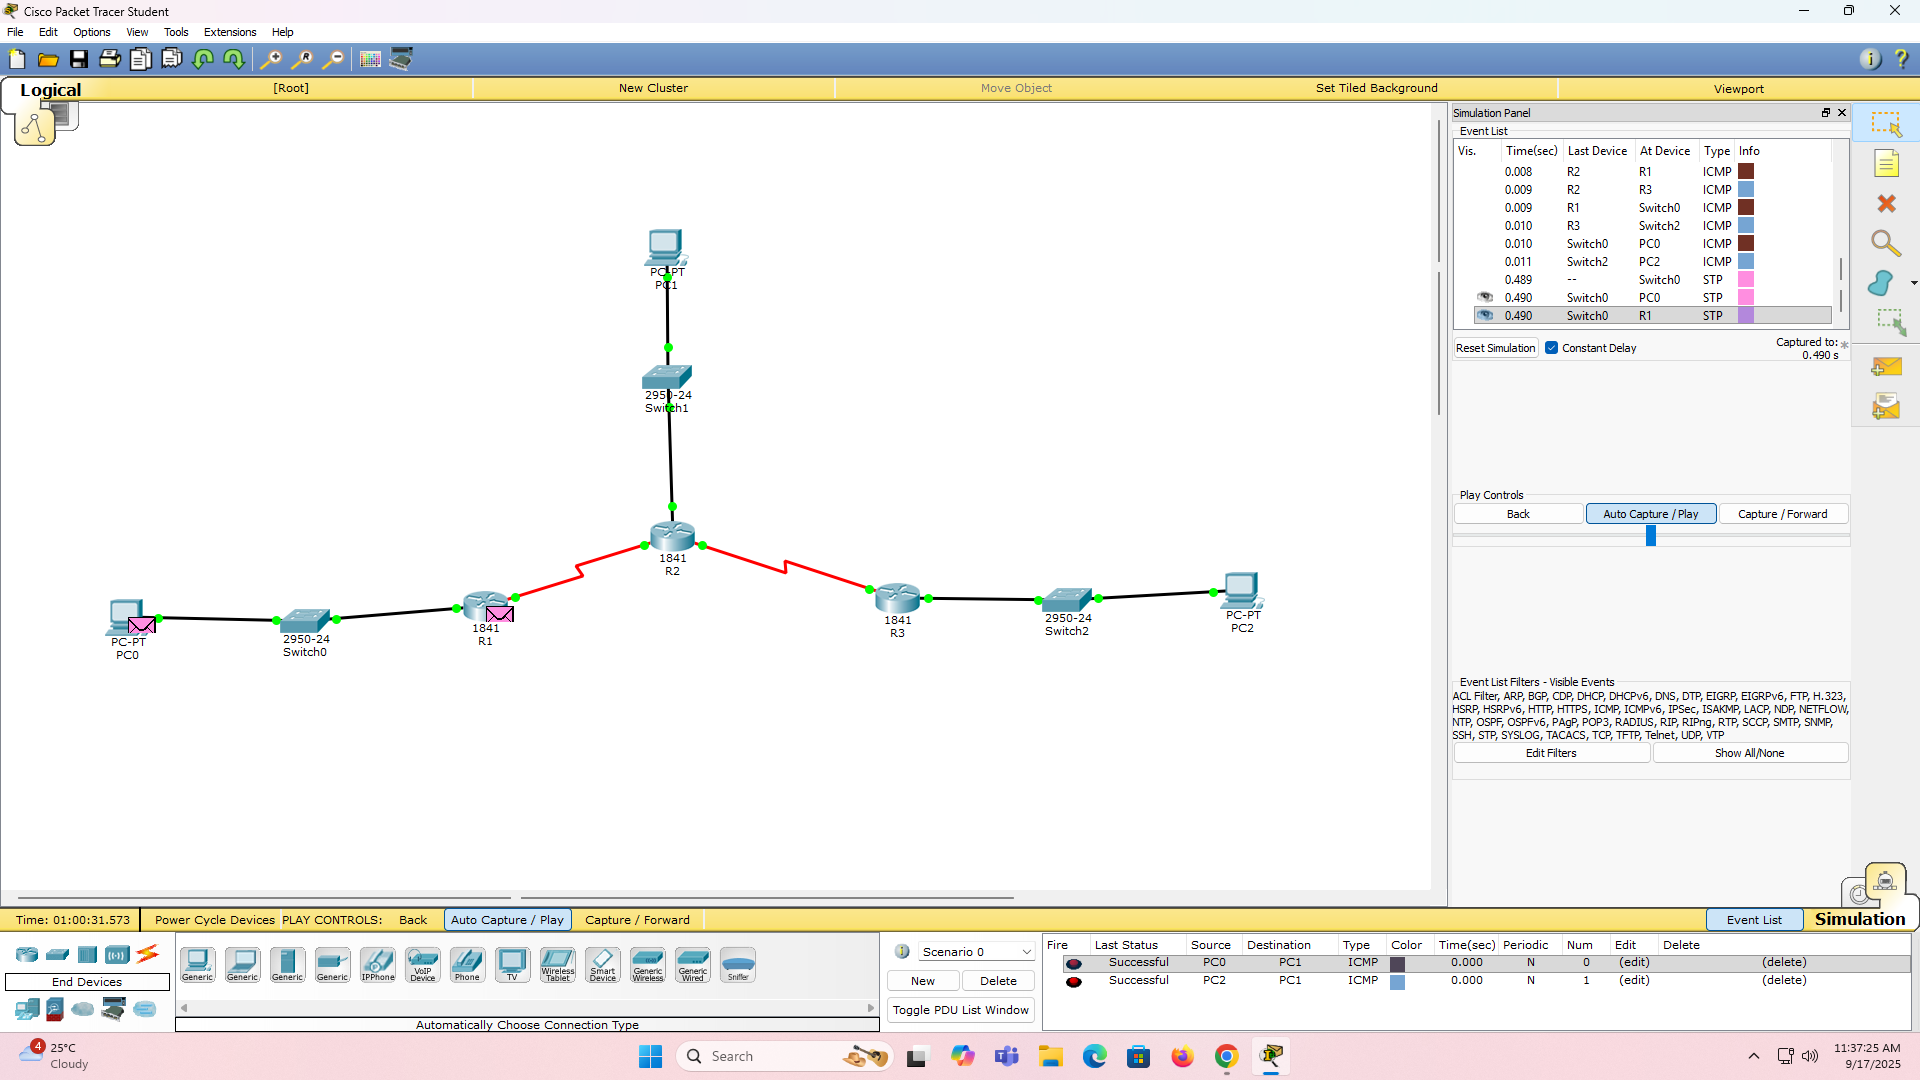 Cisco Packet Tracer Student
File Edit Options View Tools Extensions Help
Logical [Root] New Cluster Move Object Set Tiled Background Viewport
PC-PT
PC1
2950-24
Switch1
1841
R2
PC-PT
PC0
2950-24
Switch0
1841
R1
1841
R3
2950-24
Switch2
PC-PT
PC2
Simulation Panel
Event List
Vis. Time(sec) Last Device At Device Type Info
0.008 R2 R1 ICMP
0.009 R2 R3 ICMP
0.009 R1 Switch0 ICMP
0.010 R3 Switch2 ICMP
0.010 Switch0 PC0 ICMP
0.011 Switch2 PC2 ICMP
0.489 -- Switch0 STP
0.490 Switch0 PC0 STP
0.490 Switch0 R1 STP
Reset Simulation Constant Delay Captured to: *
0.490 s
Play Controls
Back Auto Capture / Play Capture / Forward
Event List Filters - Visible Events
ACL Filter, ARP, BGP, CDP, DHCP, DHCPv6, DNS, DTP, EIGRP, EIGRPv6, FTP, H.323,
HSRP, HSRPv6, HTTP, HTTPS, ICMP, ICMPv6, IPSec, ISAKMP, LACP, NDP, NETFLOW,
NTP, OSPF, OSPFv6, PAgP, POP3, RADIUS, RIP, RIPng, RTP, SCCP, SMTP, SNMP,
SSH, STP, SYSLOG, TACACS, TCP, TFTP, Telnet, UDP, VTP
Edit Filters Show All/None
Time: 01:00:31.573 Power Cycle Devices PLAY CONTROLS: Back Auto Capture / Play Capture / Forward Event List Simulation
End Devices
Generic Generic Generic Generic IPPhone VoIP Device Phone TV Wireless Tablet Smart Device Generic Wireless Generic Wired Sniffer
Automatically Choose Connection Type
Scenario 0
New Delete
Toggle PDU List Window
Fire Last Status Source Destination Type Color Time(sec) Periodic Num Edit Delete
Successful PC0 PC1 ICMP 0.000 N 0 (edit) (delete)
Successful PC2 PC1 ICMP 0.000 N 1 (edit) (delete)
4
25°C
Cloudy
Search
11:37:25 AM
9/17/2025